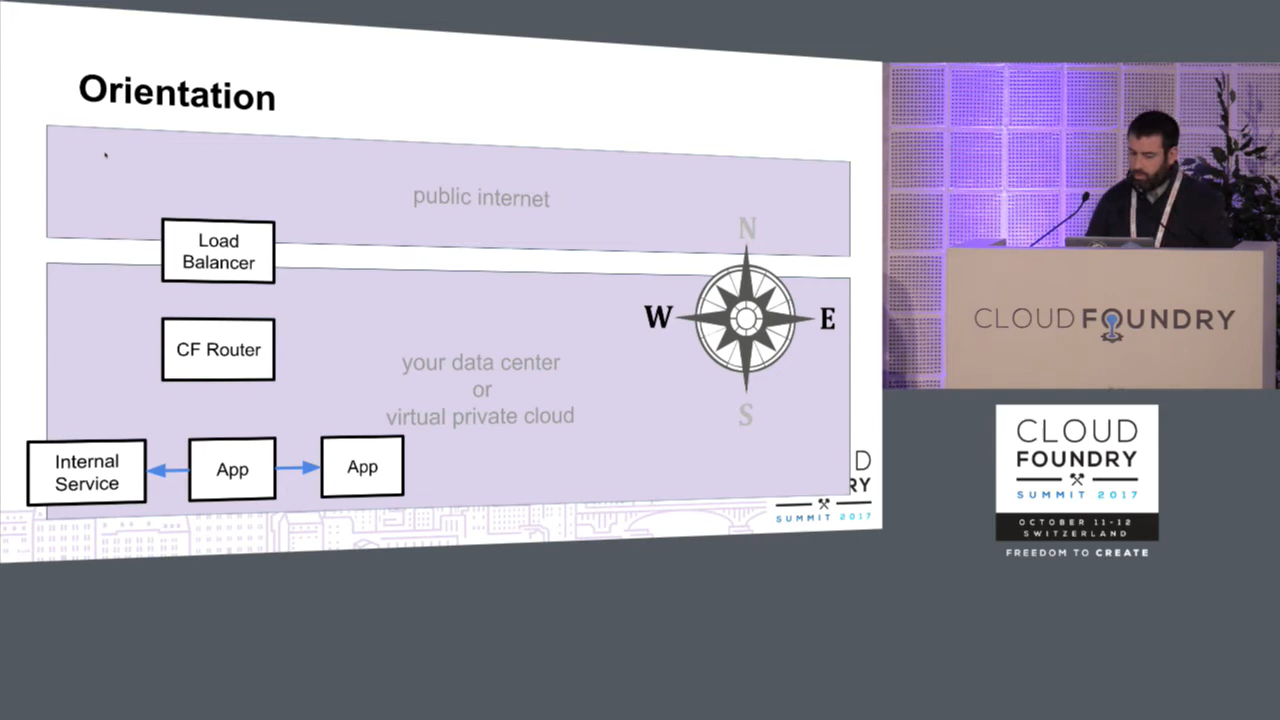 Orientation
public internet
Load
Balancer
N
W
E
S
CF Router
your data center
or
virtual private cloud
Internal
Service
App
App
D
RY
SUMMIT 2017
CLOUD FOUNDRY
CLOUD
FOUNDRY
SUMMIT 2017
OCTOBER 11-12
SWITZERLAND
FREEDOM TO CREATE